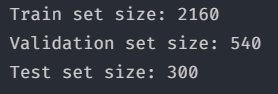 Train set size: 2160
Validation set size: 540
Test set size: 300